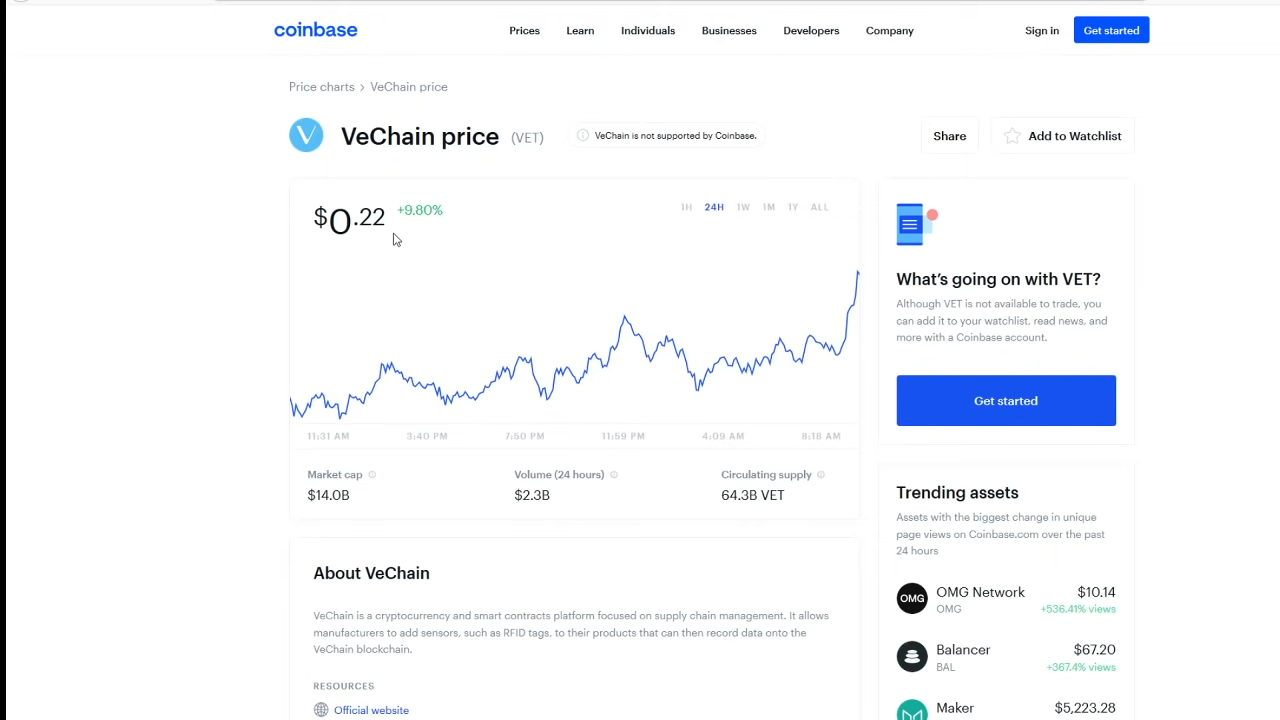 coinbase
Prices Learn Individuals Businesses Developers Company Sign in Get started
Price charts > VeChain price
VeChain price (VET) VeChain is not supported by Coinbase. Share Add to Watchlist
$0.22 +9.80% 1H 24H 1W 1M 1Y ALL
11:31 AM 3:40 PM 7:50 PM 11:59 PM 4:09 AM 8:18 AM
Market cap Volume (24 hours) Circulating supply
$14.0B $2.3B 64.3B VET
About VeChain
VeChain is a cryptocurrency and smart contracts platform focused on supply chain management. It allows
manufacturers to add sensors, such as RFID tags, to their products that can then record data onto the
VeChain blockchain.
RESOURCES
Official website
What's going on with VET?
Although VET is not available to trade, you
can add it to your watchlist, read news, and
more with a Coinbase account.
Get started
Trending assets
Assets with the biggest change in unique
page views on Coinbase.com over the past
24 hours
OMG OMG Network $10.14
OMG +536.41% views
Balancer $67.20
BAL +367.4% views
Maker $5,223.28